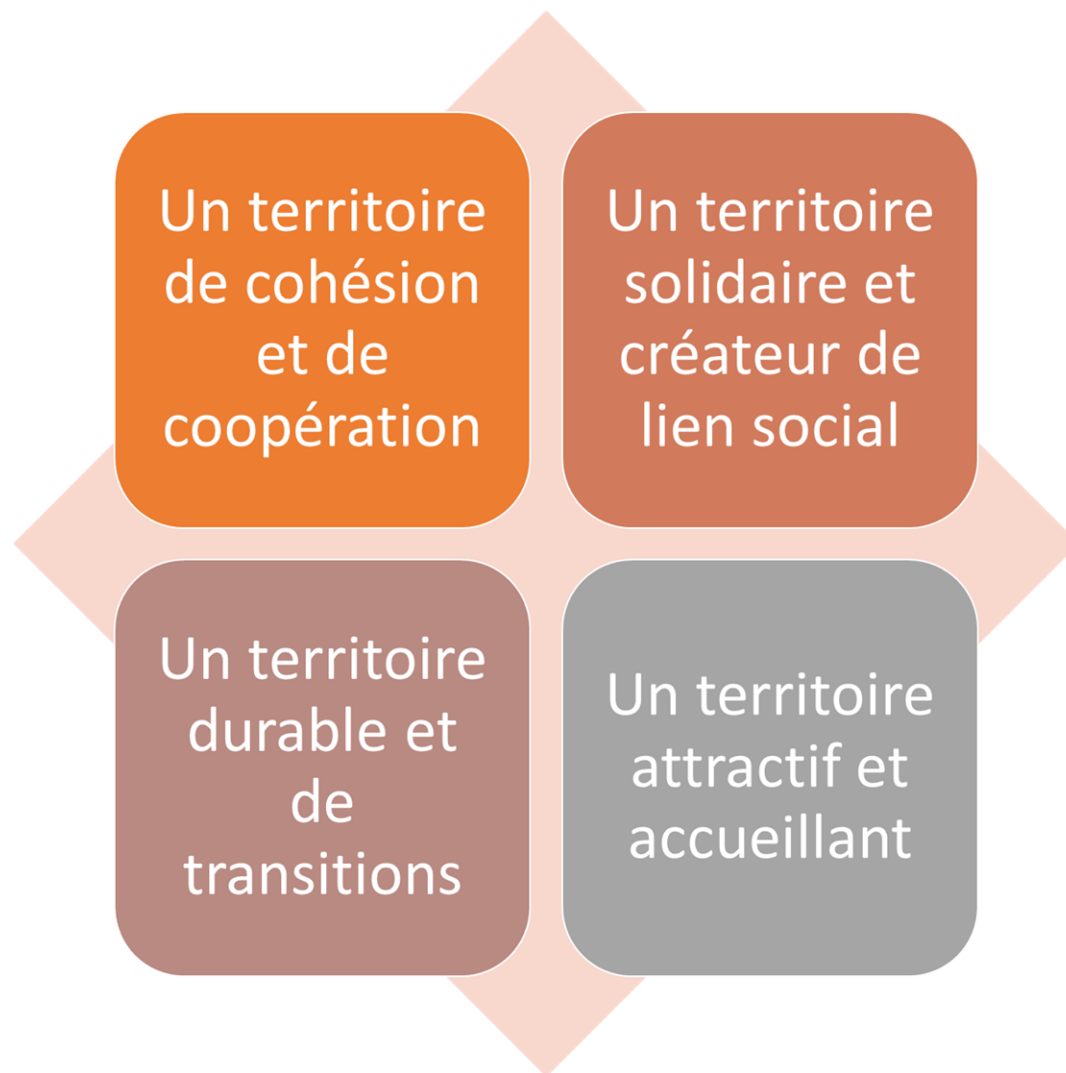 Un territoire
de cohésion
et de
coopération
Un territoire
solidaire et
créateur de
lien social
Un territoire
durable et
de
transitions
Un territoire
attractif et
accueillant